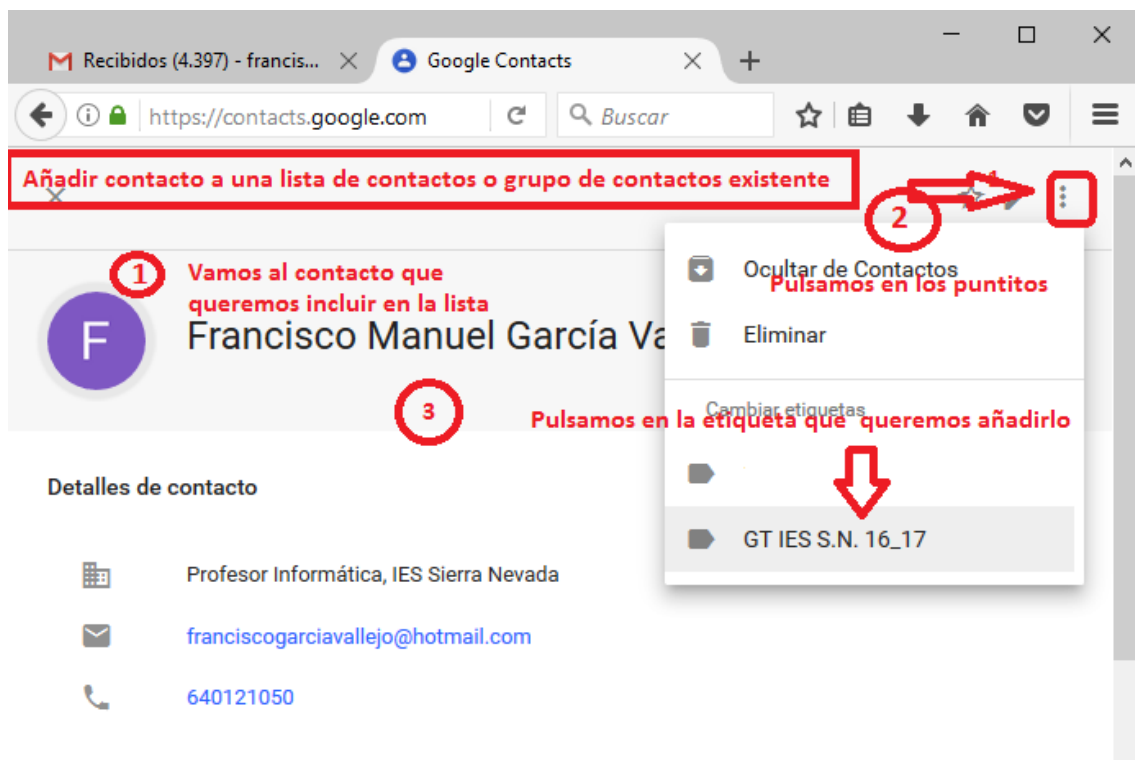 Recibidos (4.397) - francis...
Google Contacts
https://contacts.google.com
Buscar
Añadir contacto a una lista de contactos o grupo de contactos existente
1
2
1
Vamos al contacto que
queremos incluir en la lista
Ocultar de Contactos
Pulsamos en los puntitos
F
Francisco Manuel García Va
Eliminar
3
Cambiar etiquetas
Pulsamos en la etiqueta que queremos añadirlo
Detalles de contacto
GT IES S.N. 16_17
Profesor Informática, IES Sierra Nevada
franciscogarciavallejo@hotmail.com
640121050